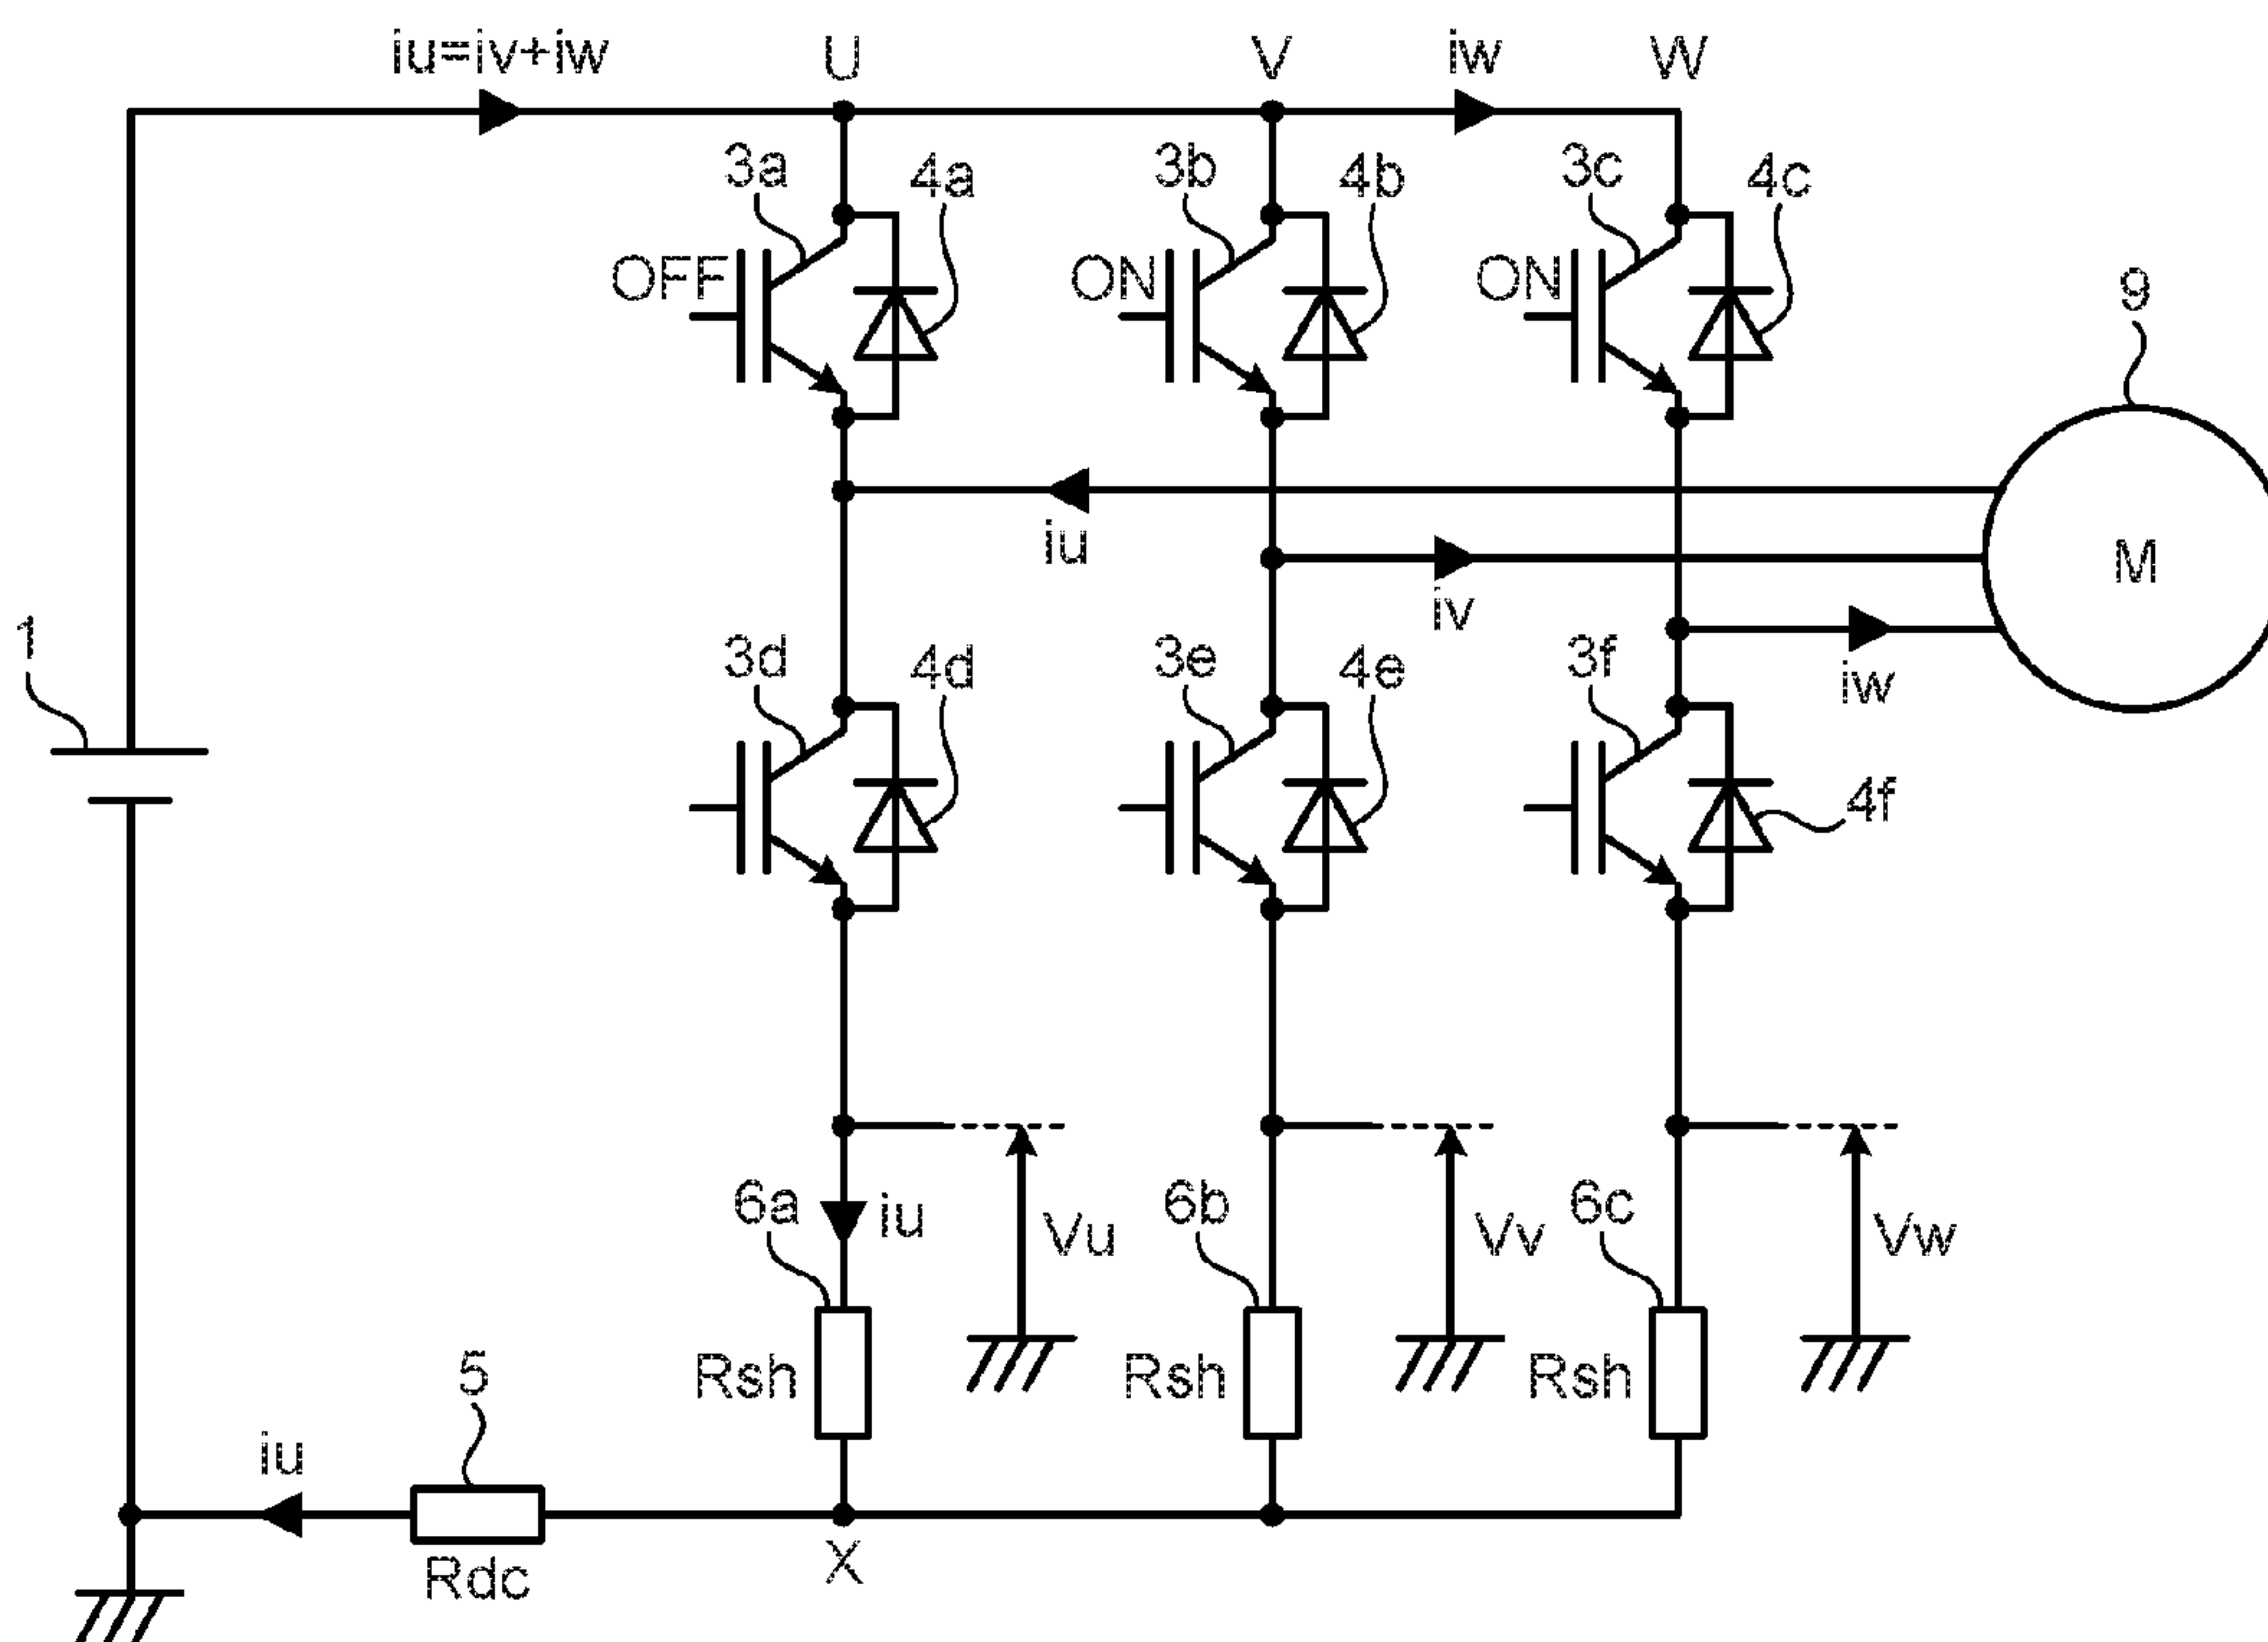 iu=iv+iw U V iw W
3a 4a 3b 4b 3c 4c
OFF ON ON 9
iu
iv M
1 3d 4d 3e 4e 3f iw
4f
6a iu Vu 6b Vv 6c Vw
5 Rsh Rsh Rsh
iu
Rdc X